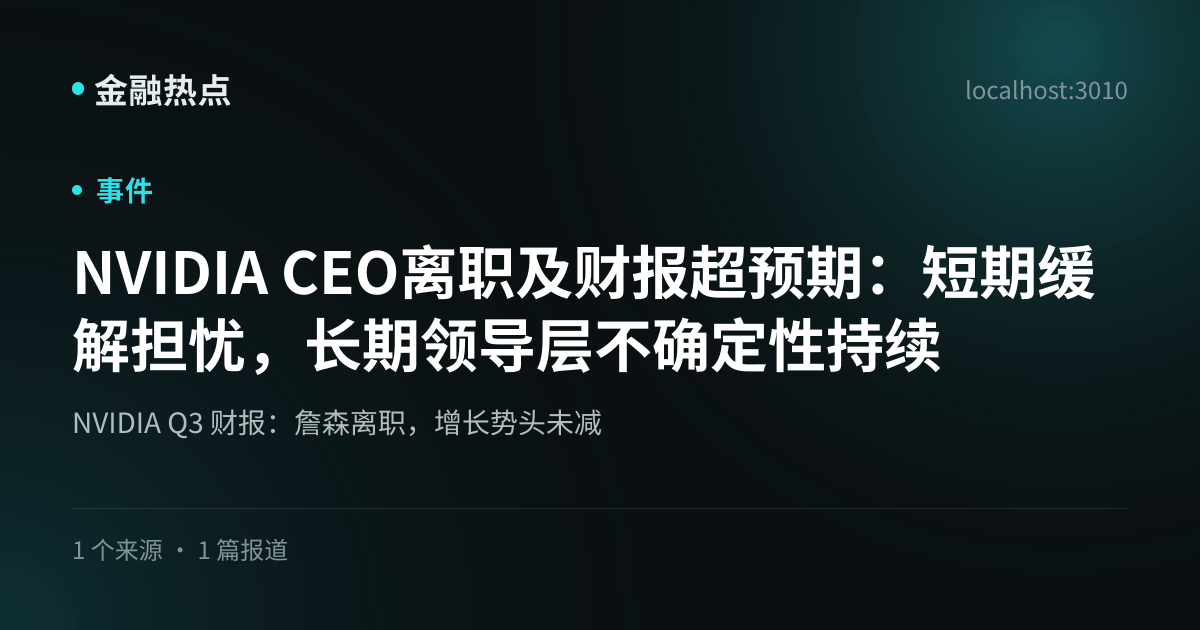 金融热点
localhost:3010
事件
NVIDIA CEO离职及财报超预期：短期缓
解担忧，长期领导层不确定性持续
NVIDIA Q3 财报：詹森离职，增长势头未减
1 个来源 · 1 篇报道